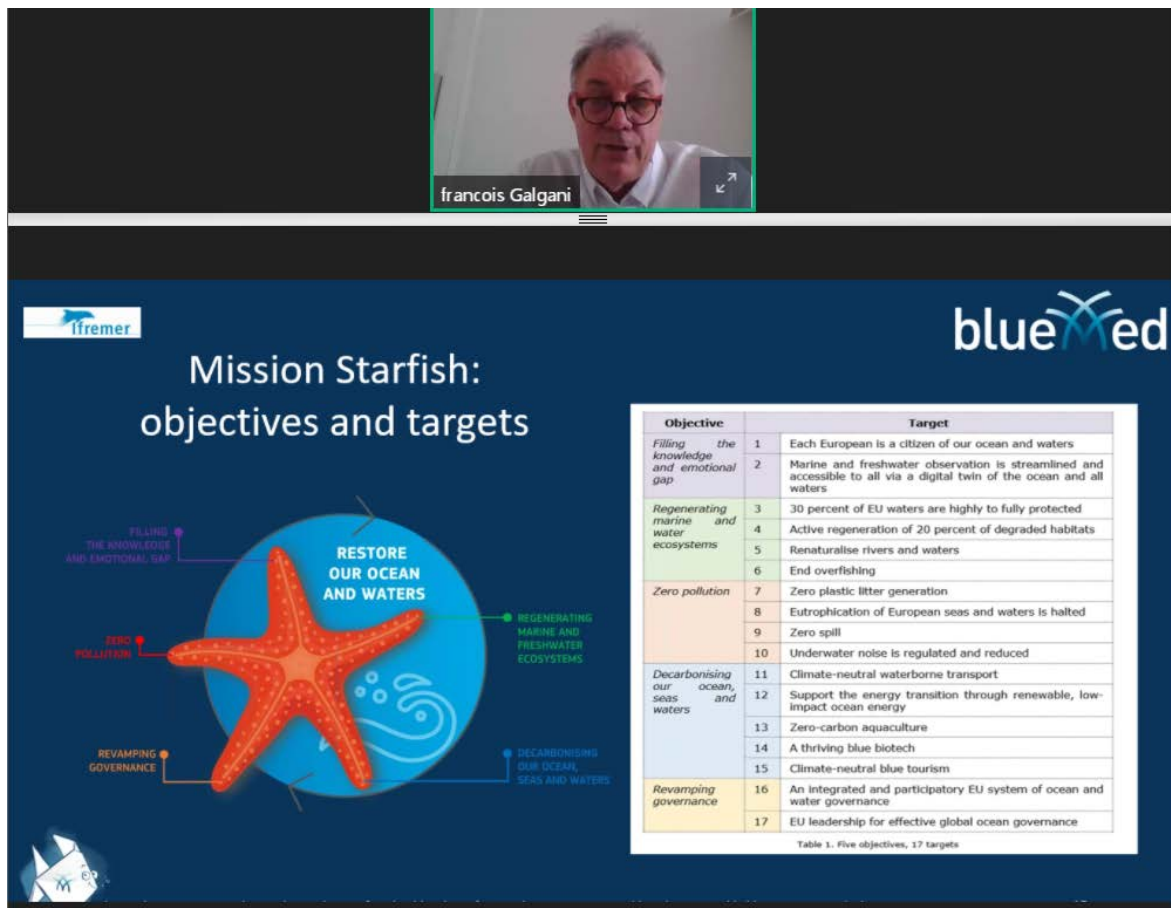 francois Galgani
Ifremer
bluemed
Mission Starfish:
objectives and targets
FILLING
THE KNOWLEDGE
AND EMOTIONAL GAP
RESTORE
OUR OCEAN
AND WATERS
ZERO
POLLUTION
REGENERATING
MARINE AND
FRESHWATER
ECOSYSTEMS
REVAMPING
GOVERNANCE
DECARBONISING
OUR OCEAN,
SEAS AND WATERS
Objective Target
Filling the
knowledge
and emotional
gap
1 Each European is a citizen of our ocean and waters
2 Marine and freshwater observation is streamlined and
accessible to all via a digital twin of the ocean and all
waters
Regenerating
marine and
water
ecosystems
3 30 percent of EU waters are highly to fully protected
4 Active regeneration of 20 percent of degraded habitats
5 Renaturalise rivers and waters
6 End overfishing
Zero pollution
7 Zero plastic litter generation
8 Eutrophication of European seas and waters is halted
9 Zero spill
10 Underwater noise is regulated and reduced
Decarbonising
our ocean,
seas and
waters
11 Climate-neutral waterborne transport
12 Support the energy transition through renewable, low-
impact ocean energy
13 Zero-carbon aquaculture
14 A thriving blue biotech
15 Climate-neutral blue tourism
Revamping
governance
16 An integrated and participatory EU system of ocean and
water governance
17 EU leadership for effective global ocean governance
Table 1. Five objectives, 17 targets